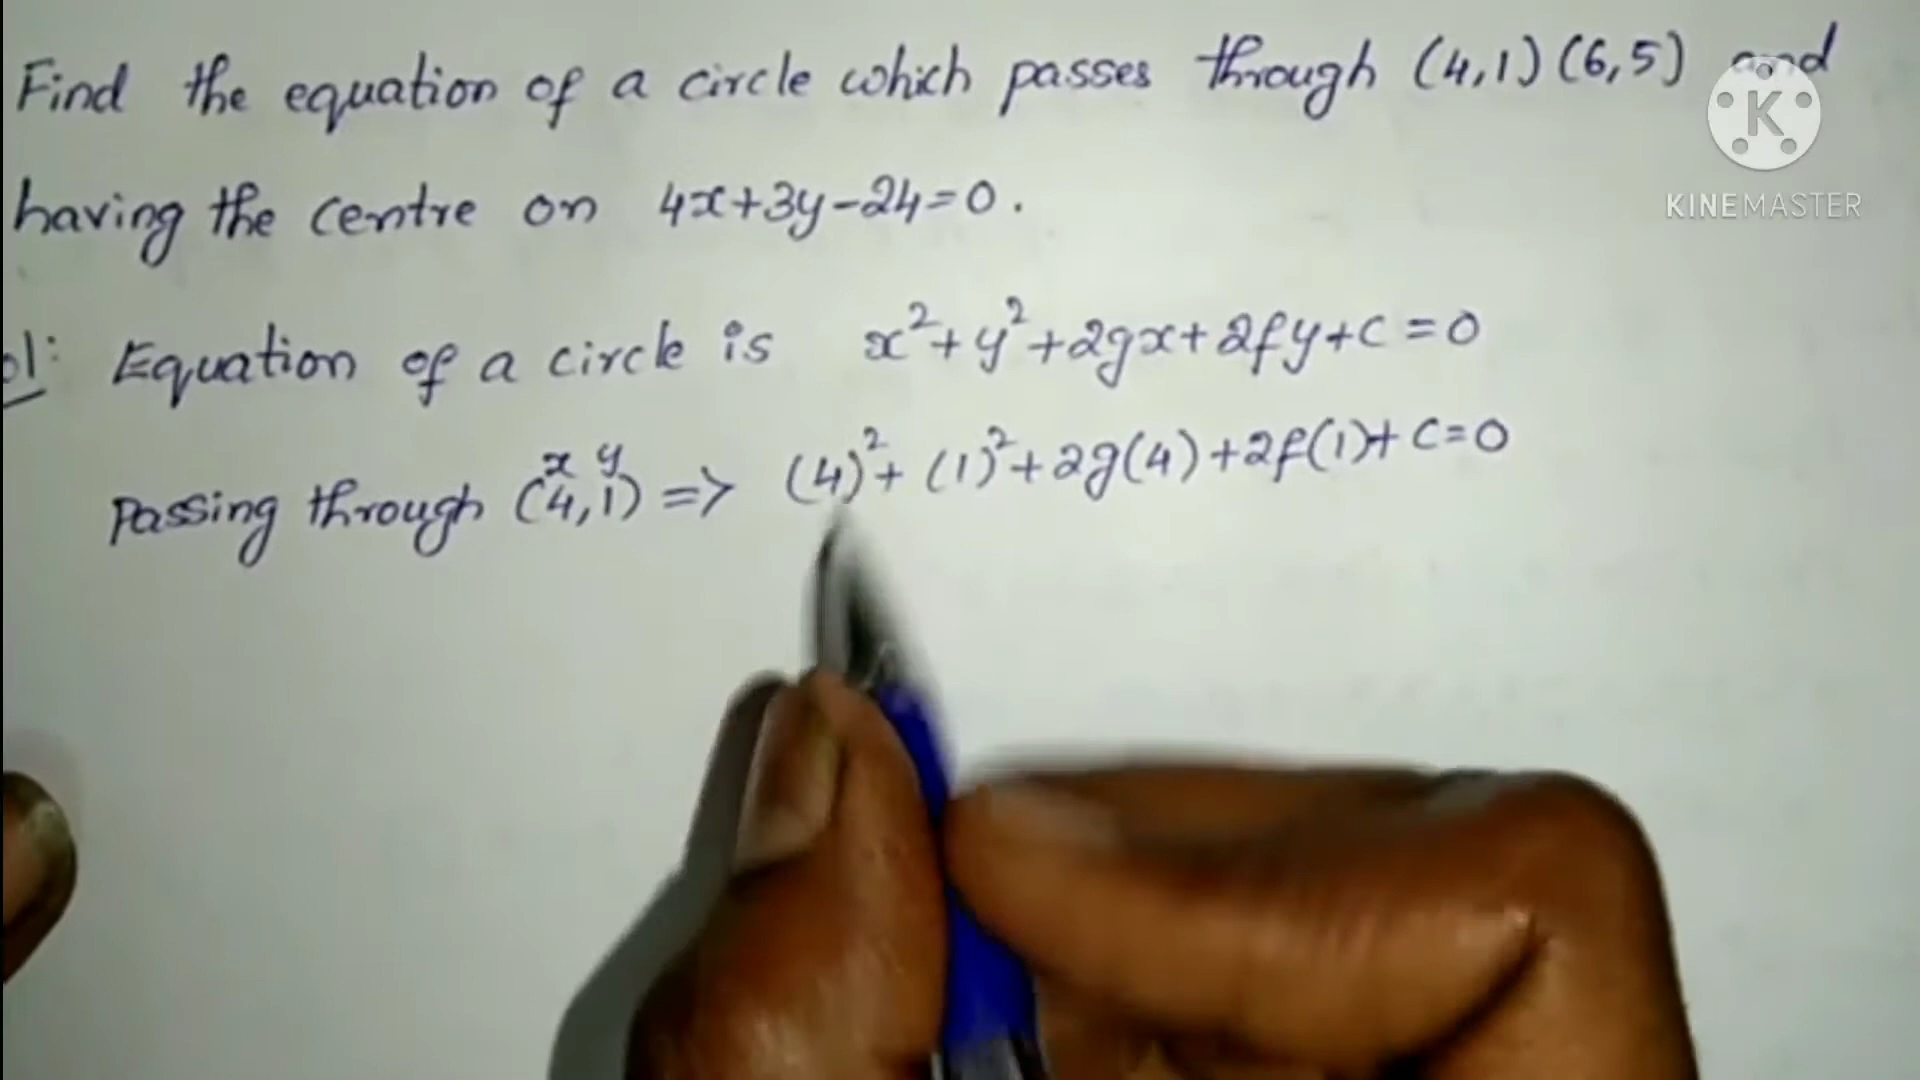 Find the equation of a circle which passes through (4,1) (6,5) and
K
KINEMASTER
having the centre on 4x+3y-24=0.
ol: Equation of a circle is x²+y²+2gx+2fy+c=0
x y
Passing through (4,1) => (4)²+(1)²+2g(4)+2f(1)+c=0